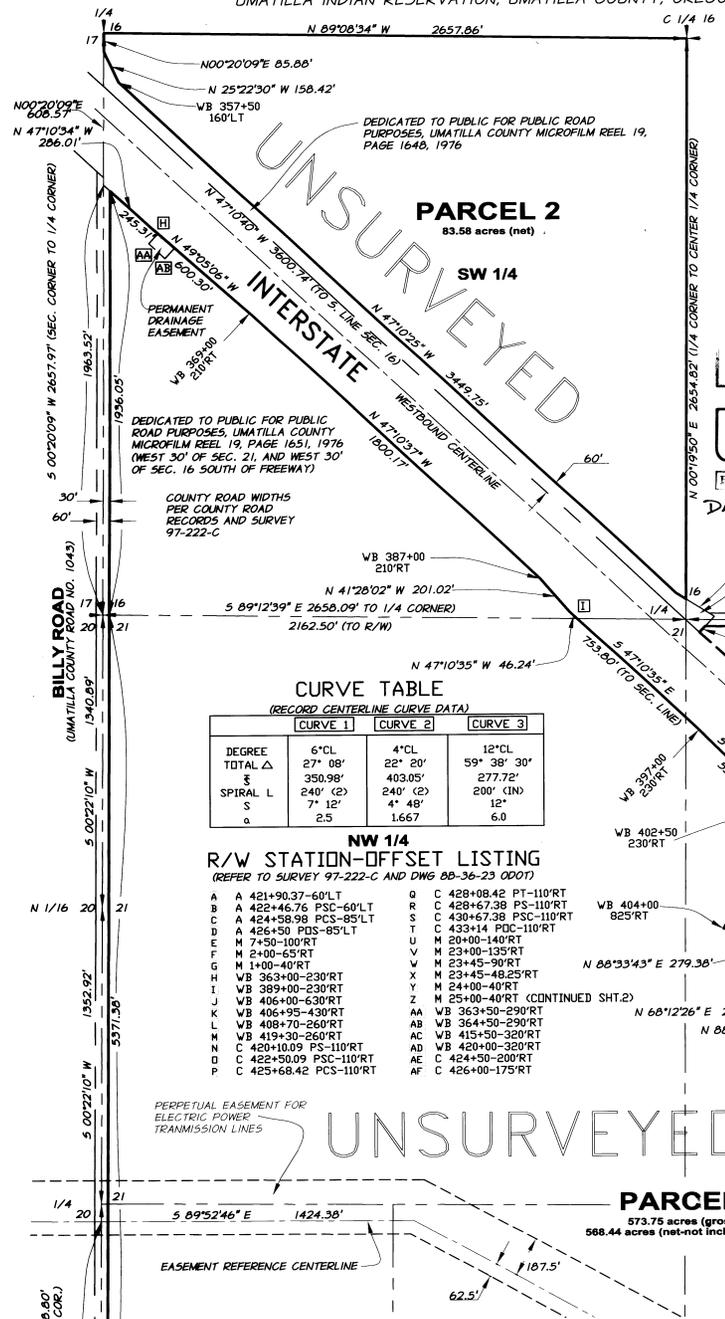 UMATILLA INDIAN RESERVATION, UMATILLA COUNTY,
1/4
16
17
N 89°08'34" W 2657.86'
C 1/4 16
N00°20'09"E 85.88'
N 25°22'30" W 158.42'
WB 357+50
160'LT
N00°20'09"E
608.57'
N 47°10'34" W
286.01'
DEDICATED TO PUBLIC FOR PUBLIC ROAD
PURPOSES, UMATILLA COUNTY MICROFILM REEL 19,
PAGE 1648, 1976
UNSURVEYED
PARCEL 2
83.58 acres (net)
SW 1/4
N 47°10'40" W 3600.74' (TO S. LINE SEC. 16)
N 47°10'25" W 3449.75'
245.31'
H
AA
AB
N 49°05'06" W
600.30'
INTERSTATE
PERMANENT
DRAINAGE
EASEMENT
WB 369+00
210'RT
WESTBOUND CENTERLINE
N 47°10'37" W
1800.17'
60'
S 00°20'09" W 2657.97' (SEC. CORNER TO 1/4 CORNER)
1963.52'
1936.05'
N 00°19'50" E 2654.82' (1/4 CORNER TO CENTER 1/4 CORNER)
DEDICATED TO PUBLIC FOR PUBLIC
ROAD PURPOSES, UMATILLA COUNTY
MICROFILM REEL 19, PAGE 1651, 1976
(WEST 30' OF SEC. 21, AND WEST 30'
OF SEC. 16 SOUTH OF FREEWAY)
30'
60'
COUNTY ROAD WIDTHS
PER COUNTY ROAD
RECORDS AND SURVEY
97-222-C
WB 387+00
210'RT
N 41°28'02" W 201.02'
I
17 16
20 21
S 89°12'39" E 2658.09' TO 1/4 CORNER)
2162.50' (TO R/W)
1/4
16
21
BILLY ROAD
(UMATILLA COUNTY ROAD NO. 1043)
N 47°10'35" W 46.24'
S 47°10'35" E
753.80' (TO SEC. LINE)
WB 397+00
230'RT
WB 402+50
230'RT
WB 404+00
825'RT
N 88°33'43" E 279.38'
N 68°12'26" E
1340.89'
S 00°22'10" W
CURVE TABLE
(RECORD CENTERLINE CURVE DATA)
CURVE 1 CURVE 2 CURVE 3
DEGREE 6°CL 4°CL 12°CL
TOTAL △ 27° 08' 22° 20' 59° 38' 30"
350.98' 403.05' 277.72'
SPIRAL L 240' (2) 240' (2) 200' (IN)
S 7° 12' 4° 48' 12°
a 2.5 1.667 6.0
NW 1/4
R/W STATION-OFFSET LISTING
(REFER TO SURVEY 97-222-C AND DWG 8B-36-23 ODOT)
A A 421+90.37-60'LT
B A 422+46.76 PSC-60'LT
C A 424+58.98 PCS-85'LT
D A 426+50 POS-85'LT
E M 7+50-100'RT
F M 2+00-65'RT
G M 1+00-40'RT
H WB 363+00-230'RT
I WB 389+00-230'RT
J WB 406+00-630'RT
K WB 406+95-430'RT
L WB 408+70-260'RT
M WB 419+30-260'RT
N C 420+10.09 PS-110'RT
O C 422+50.09 PSC-110'RT
P C 425+68.42 PCS-110'RT
Q C 428+08.42 PT-110'RT
R C 428+67.38 PS-110'RT
S C 430+67.38 PSC-110'RT
T C 433+14 POC-110'RT
U M 20+00-140'RT
V M 23+00-135'RT
W M 23+45-90'RT
X M 23+45-48.25'RT
Y M 24+00-40'RT
Z M 25+00-40'RT (CONTINUED SHT.2)
AA WB 363+50-290'RT
AB WB 364+50-290'RT
AC WB 415+50-320'RT
AD WB 420+00-320'RT
AE C 424+50-200'RT
AF C 426+00-175'RT
N 1/16 20 21
1352.92'
5371.38'
S 00°22'10" W
PERPETUAL EASEMENT FOR
ELECTRIC POWER
TRANMISSION LINES
UNSURVEYED
1/4
20
21
S 89°52'46" E 1424.38'
EASEMENT REFERENCE CENTERLINE
187.5'
62.5'
573.75 acres
568.44 acres (net-not
COR.)